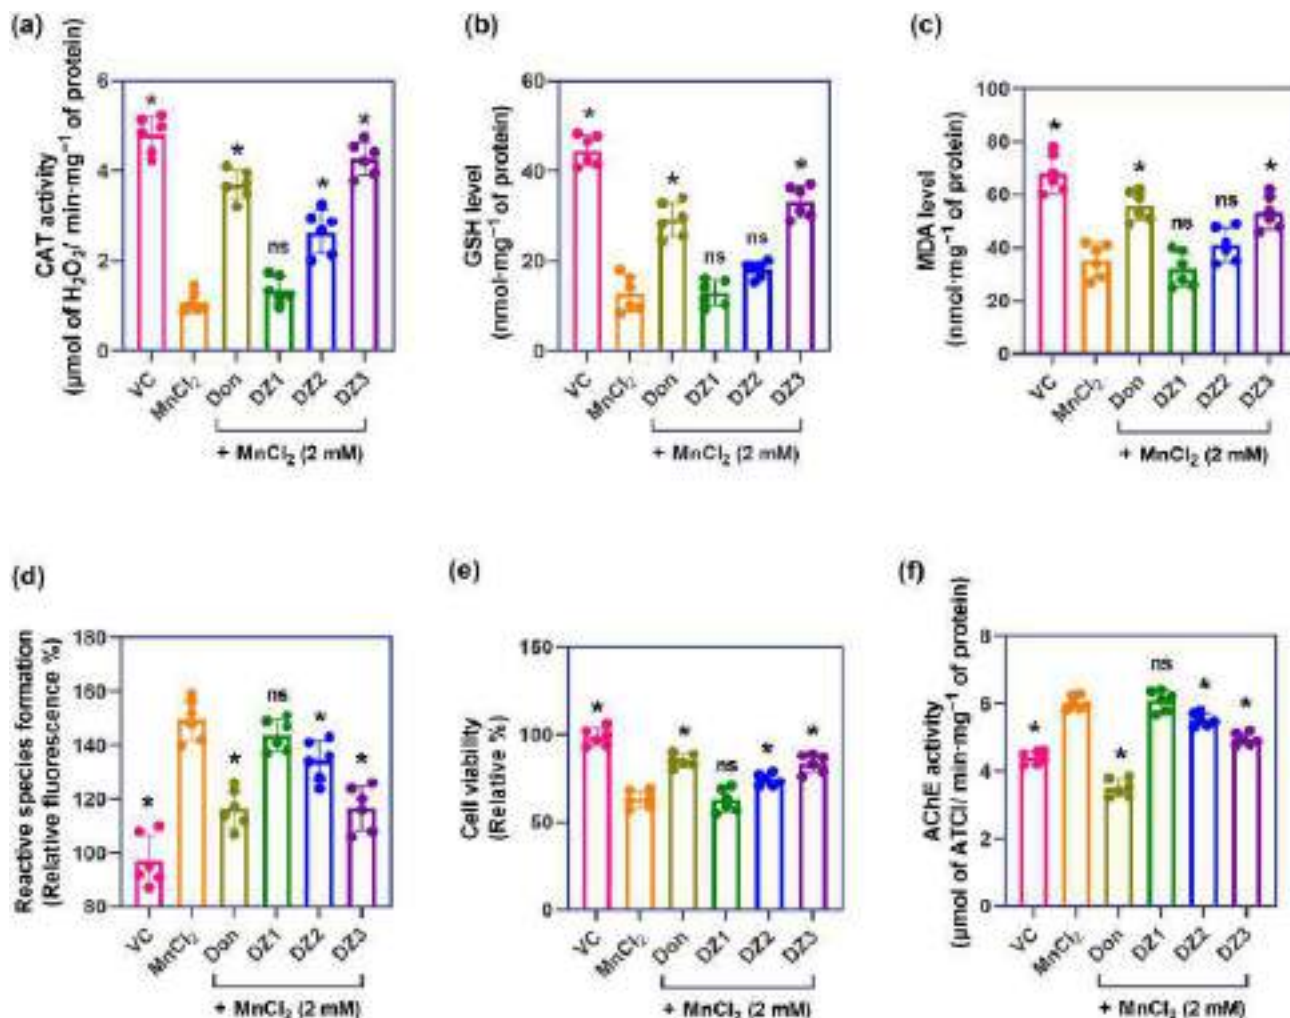 (a)
CAT activity
(µmol of H₂O₂/ min·mg⁻¹ of protein)
6
4
2
0
*
*
ns
*
*
VC
MnCl₂
Don
DZ1
DZ2
DZ3
+ MnCl₂ (2 mM)
(b)
GSH level
(nmol·mg⁻¹ of protein)
60
40
20
0
*
*
ns
ns
*
VC
MnCl₂
Don
DZ1
DZ2
DZ3
+ MnCl₂ (2 mM)
(c)
MDA level
(nmol·mg⁻¹ of protein)
100
80
60
40
20
0
*
*
ns
ns
*
VC
MnCl₂
Don
DZ1
DZ2
DZ3
+ MnCl₂ (2 mM)
(d)
Reactive species formation
(Relative fluorescence %)
180
160
140
120
100
80
*
*
ns
*
*
VC
MnCl₂
Don
DZ1
DZ2
DZ3
+ MnCl₂ (2 mM)
(e)
Cell viability
(Relative %)
150
100
50
0
*
*
ns
*
*
VC
MnCl₂
Don
DZ1
DZ2
DZ3
+ MnCl₂ (2 mM)
(f)
AChE activity
(µmol of ATCI/ min·mg⁻¹ of protein)
8
6
4
2
0
*
*
ns
*
*
VC
MnCl₂
Don
DZ1
DZ2
DZ3
+ MnCl₂ (2 mM)